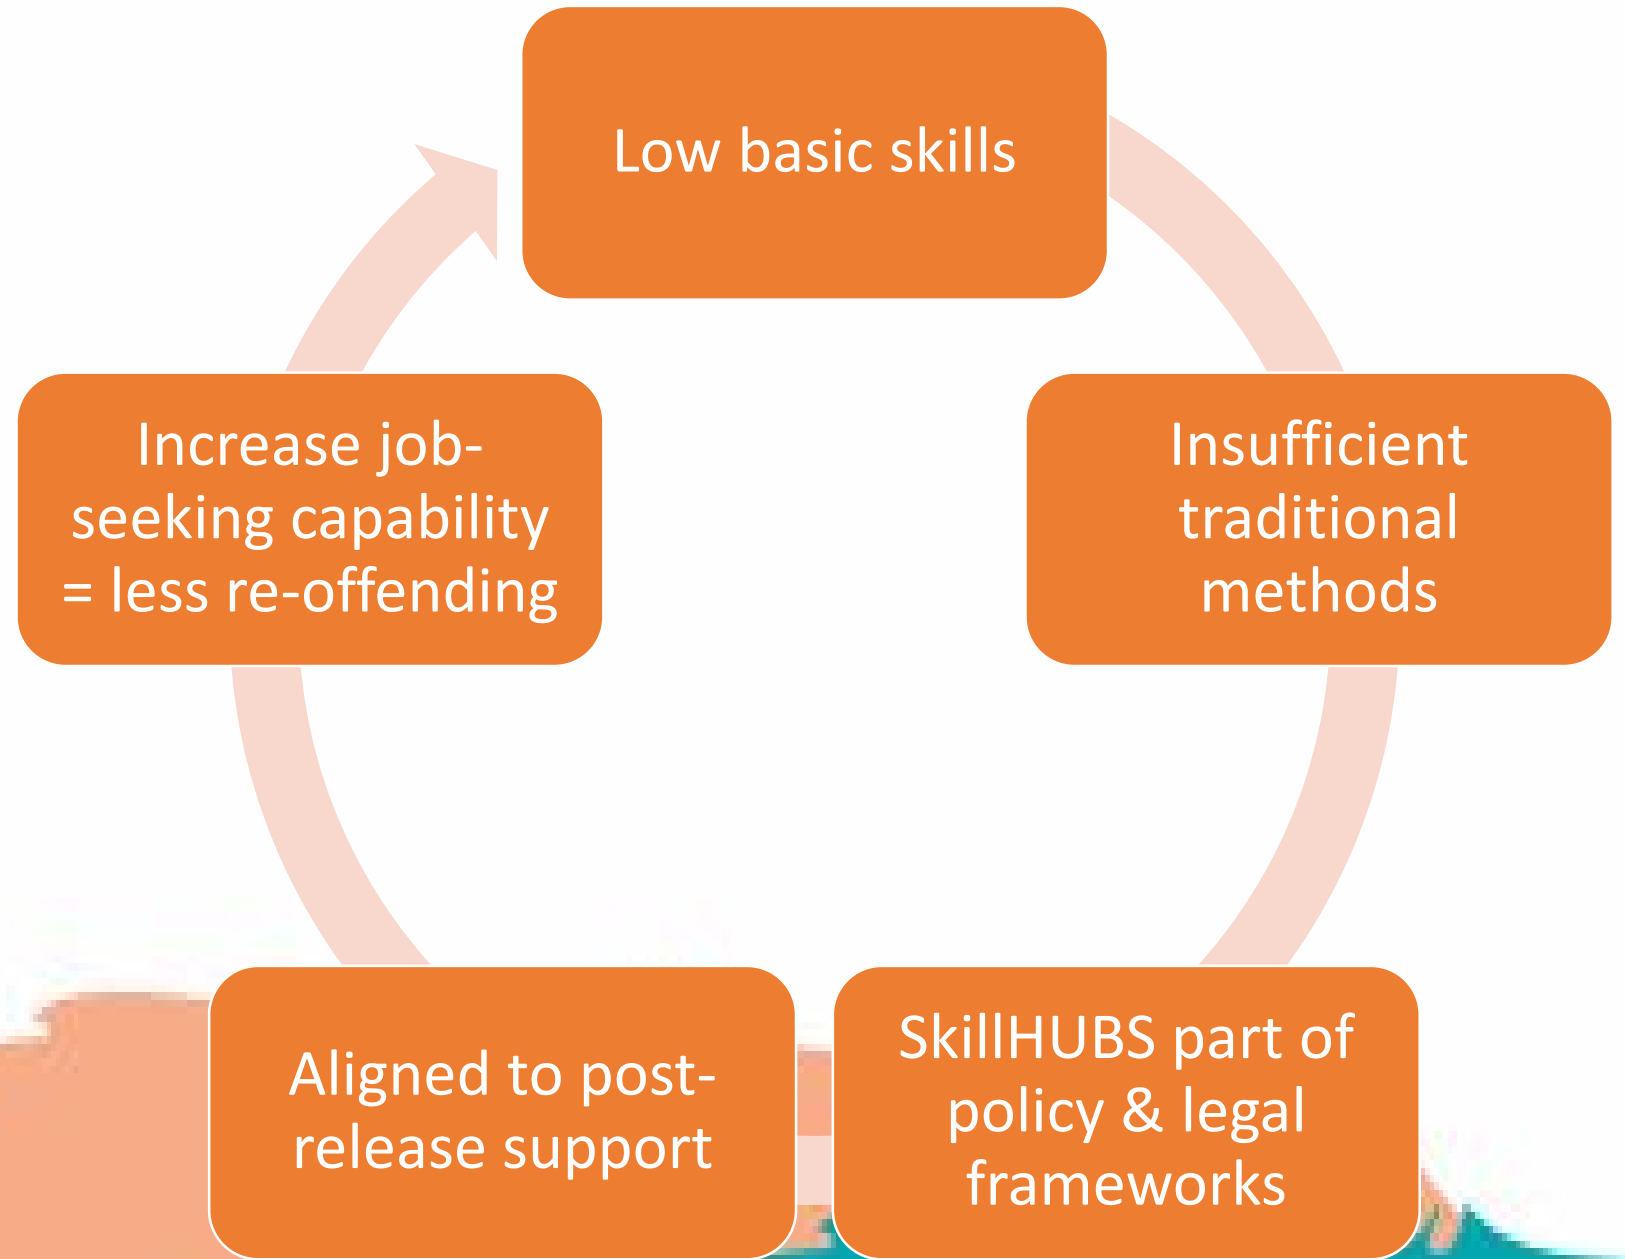 Low basic skills
Insufficient
traditional
methods
SkillHUBS part of
policy & legal
frameworks
Aligned to post-
release support
Increase job-
seeking capability
= less re-offending